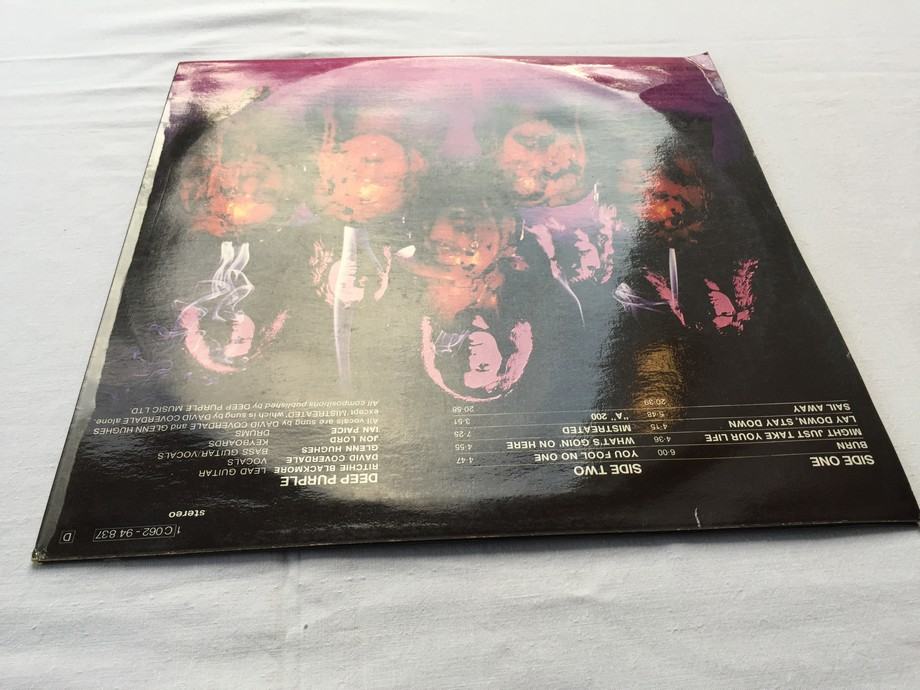 stereo
1C 062-94 837
D
SIDE ONE
BURN 6:00
MIGHT JUST TAKE YOUR LIFE 4:36
LAY DOWN, STAY DOWN 4:15
SAIL AWAY 5:48
20:39
SIDE TWO
YOU FOOL NO ONE 4:47
WHAT'S GOIN' ON HERE 4:55
MISTREATED 7:25
"A" 200 3:51
20:58
DEEP PURPLE
RITCHIE BLACKMORE LEAD GUITAR
DAVID COVERDALE VOCALS
GLENN HUGHES BASS GUITAR/VOCALS
JON LORD KEYBOARDS
IAN PAICE DRUMS
All vocals are sung by DAVID COVERDALE and GLENN HUGHES
except 'MISTREATED' which is sung by DAVID COVERDALE alone.
All compositions published by DEEP PURPLE MUSIC LTD